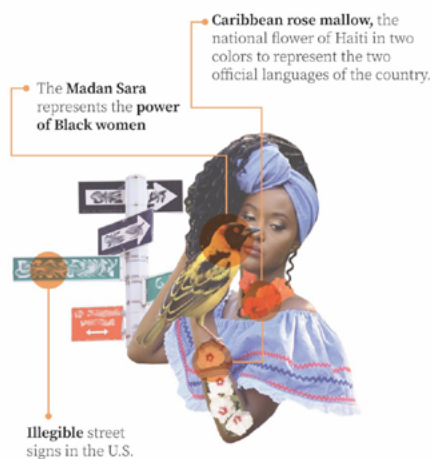 Caribbean rose mallow, the
national flower of Haiti in two
colors to represent the two
official languages of the country.
The Madan Sara
represents the power
of Black women
Illegible street
signs in the U.S.